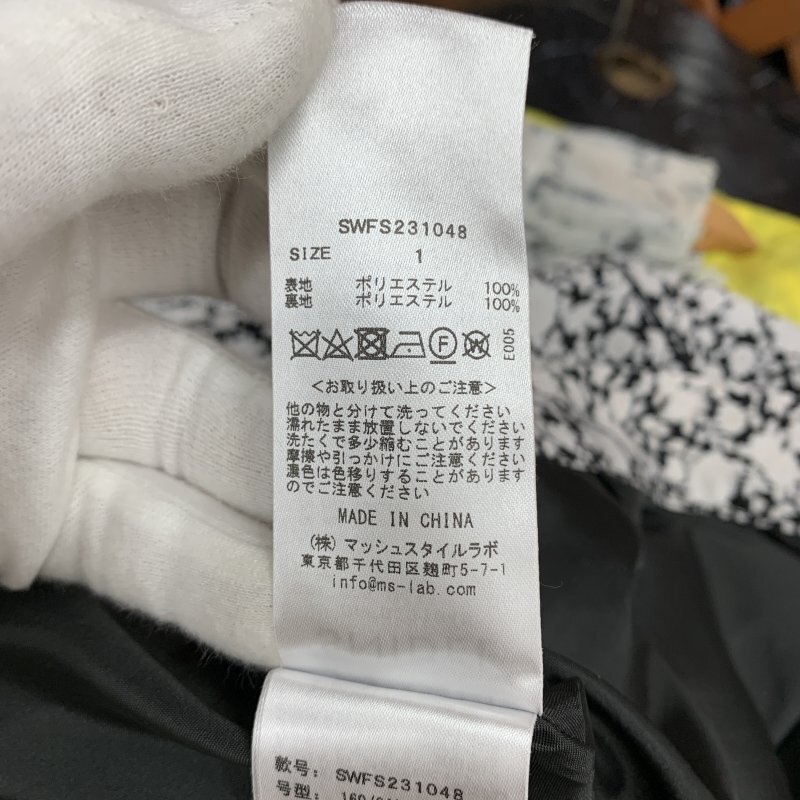 SWFS231048
SIZE 1
表地 ポリエステル 100%
裏地 ポリエステル 100%
F W E005
<お取り扱い上のご注意>
他の物と分けて洗ってください
濡れたまま放置しないでください
洗たくで多少縮むことがあります
摩擦や引っかけにご注意ください
濃色は色移りすることがあります
のでご注意ください
MADE IN CHINA
(株) マッシュスタイルラボ
東京都千代田区麹町5-7-1
info@ms-lab.com
款号: SWFS231048
号型: